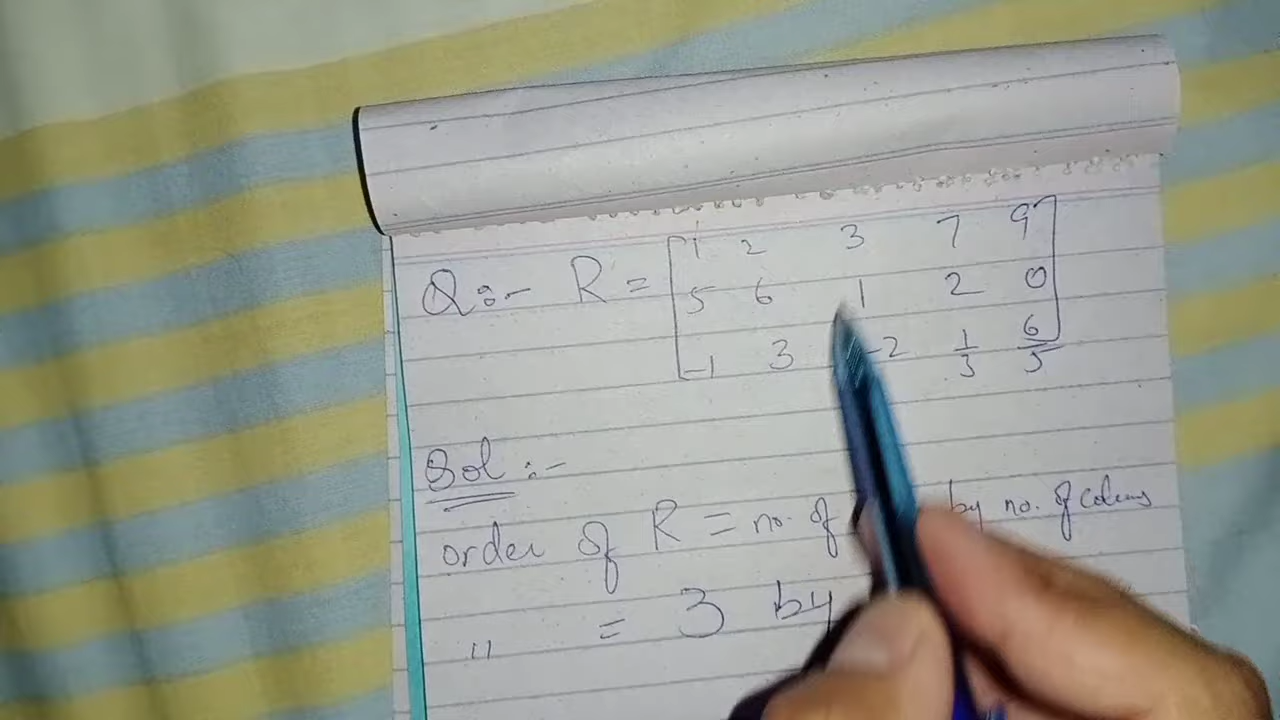 Q:- R = [1 2 3 7 9
5 6 1 2 0
-1 3 -2 1/3 6/5]
Sol:-
order of R = no. of by no. of colums
" = 3 by